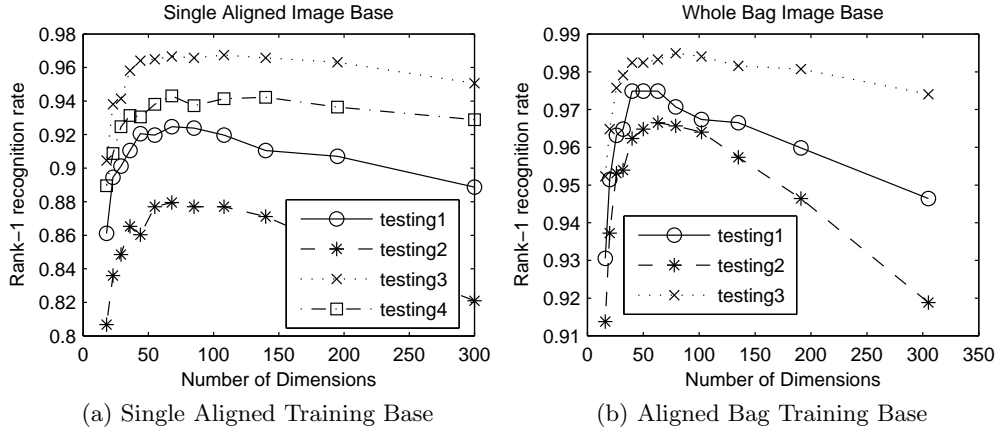 Single Aligned Image Base
Rank−1 recognition rate
0.98
0.96
0.94
0.92
0.9
0.88
0.86
0.84
0.82
0.8
0 50 100 150 200 250 300
Number of Dimensions
testing1
testing2
testing3
testing4
(a) Single Aligned Training Base
Whole Bag Image Base
Rank−1 recognition rate
0.99
0.98
0.97
0.96
0.95
0.94
0.93
0.92
0.91
0 50 100 150 200 250 300 350
Number of Dimensions
testing1
testing2
testing3
(b) Aligned Bag Training Base